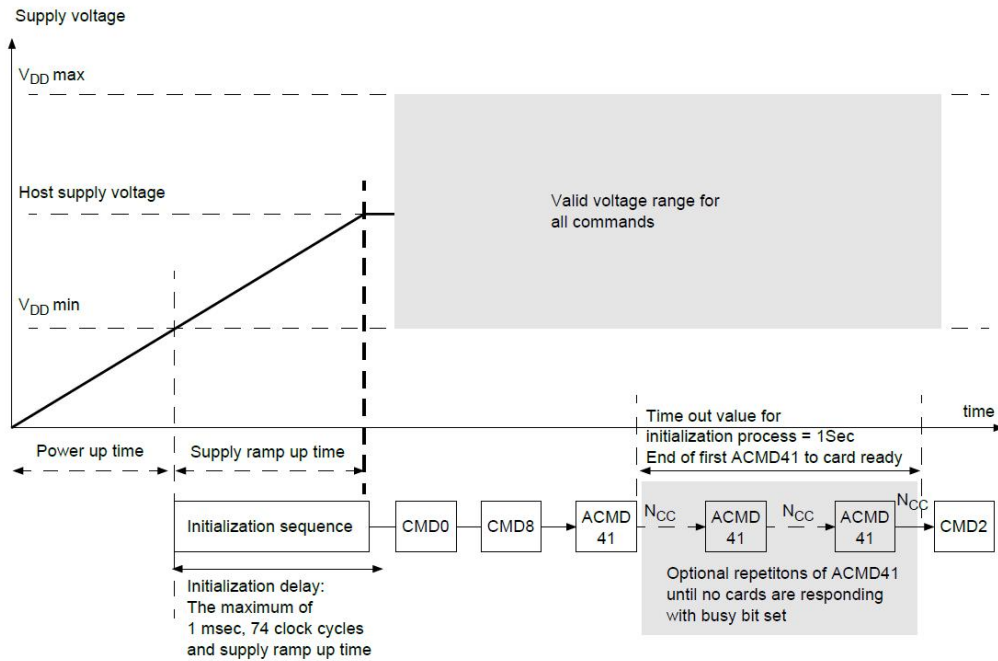 Supply voltage
V_DD max
Host supply voltage
Valid voltage range for
all commands
V_DD min
time
Time out value for
initialization process = 1Sec
End of first ACMD41 to card ready
Power up time
Supply ramp up time
Initialization sequence
CMD0
CMD8
ACMD
41
N_CC
ACMD
41
N_CC
ACMD
41
N_CC
CMD2
Optional repetitons of ACMD41
until no cards are responding
with busy bit set
Initialization delay:
The maximum of
1 msec, 74 clock cycles
and supply ramp up time